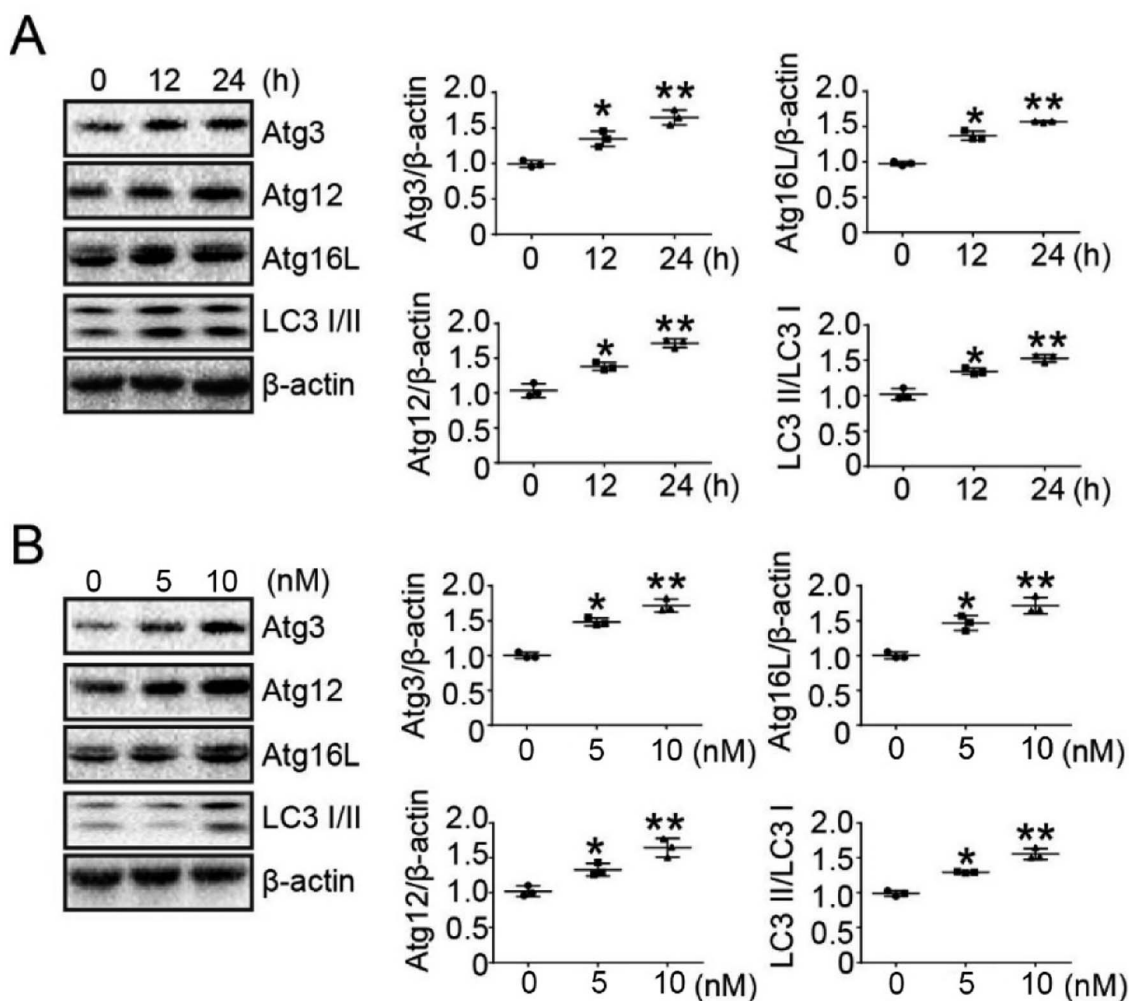 A
0 12 24 (h)
Atg3
Atg12
Atg16L
LC3 I/II
β-actin
Atg3/β-actin
2.0
1.5
1.0
0.5
0
* **
0 12 24 (h)
Atg16L/β-actin
2.0
1.5
1.0
0.5
0
* **
0 12 24 (h)
Atg12/β-actin
2.0
1.5
1.0
0.5
0
* **
0 12 24 (h)
LC3 II/LC3 I
2.0
1.5
1.0
0.5
0
* **
0 12 24 (h)
B
0 5 10 (nM)
Atg3
Atg12
Atg16L
LC3 I/II
β-actin
Atg3/β-actin
2.0
1.5
1.0
0.5
0
* **
0 5 10 (nM)
Atg16L/β-actin
2.0
1.5
1.0
0.5
0
* **
0 5 10 (nM)
Atg12/β-actin
2.0
1.5
1.0
0.5
0
* **
0 5 10 (nM)
LC3 II/LC3 I
2.0
1.5
1.0
0.5
0
* **
0 5 10 (nM)